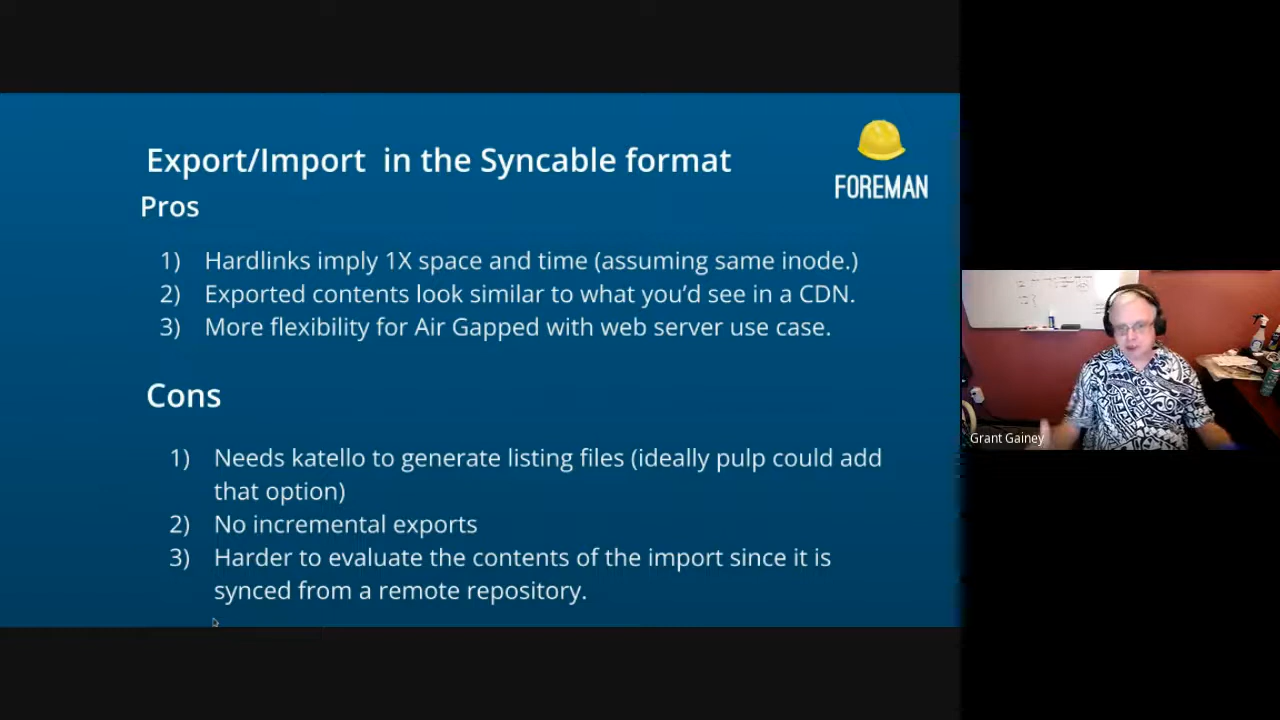 Export/Import in the Syncable format
FOREMAN
Pros
1) Hardlinks imply 1X space and time (assuming same inode.)
2) Exported contents look similar to what you'd see in a CDN.
3) More flexibility for Air Gapped with web server use case.
Cons
1) Needs katello to generate listing files (ideally pulp could add
that option)
2) No incremental exports
3) Harder to evaluate the contents of the import since it is
synced from a remote repository.
Grant Gainey